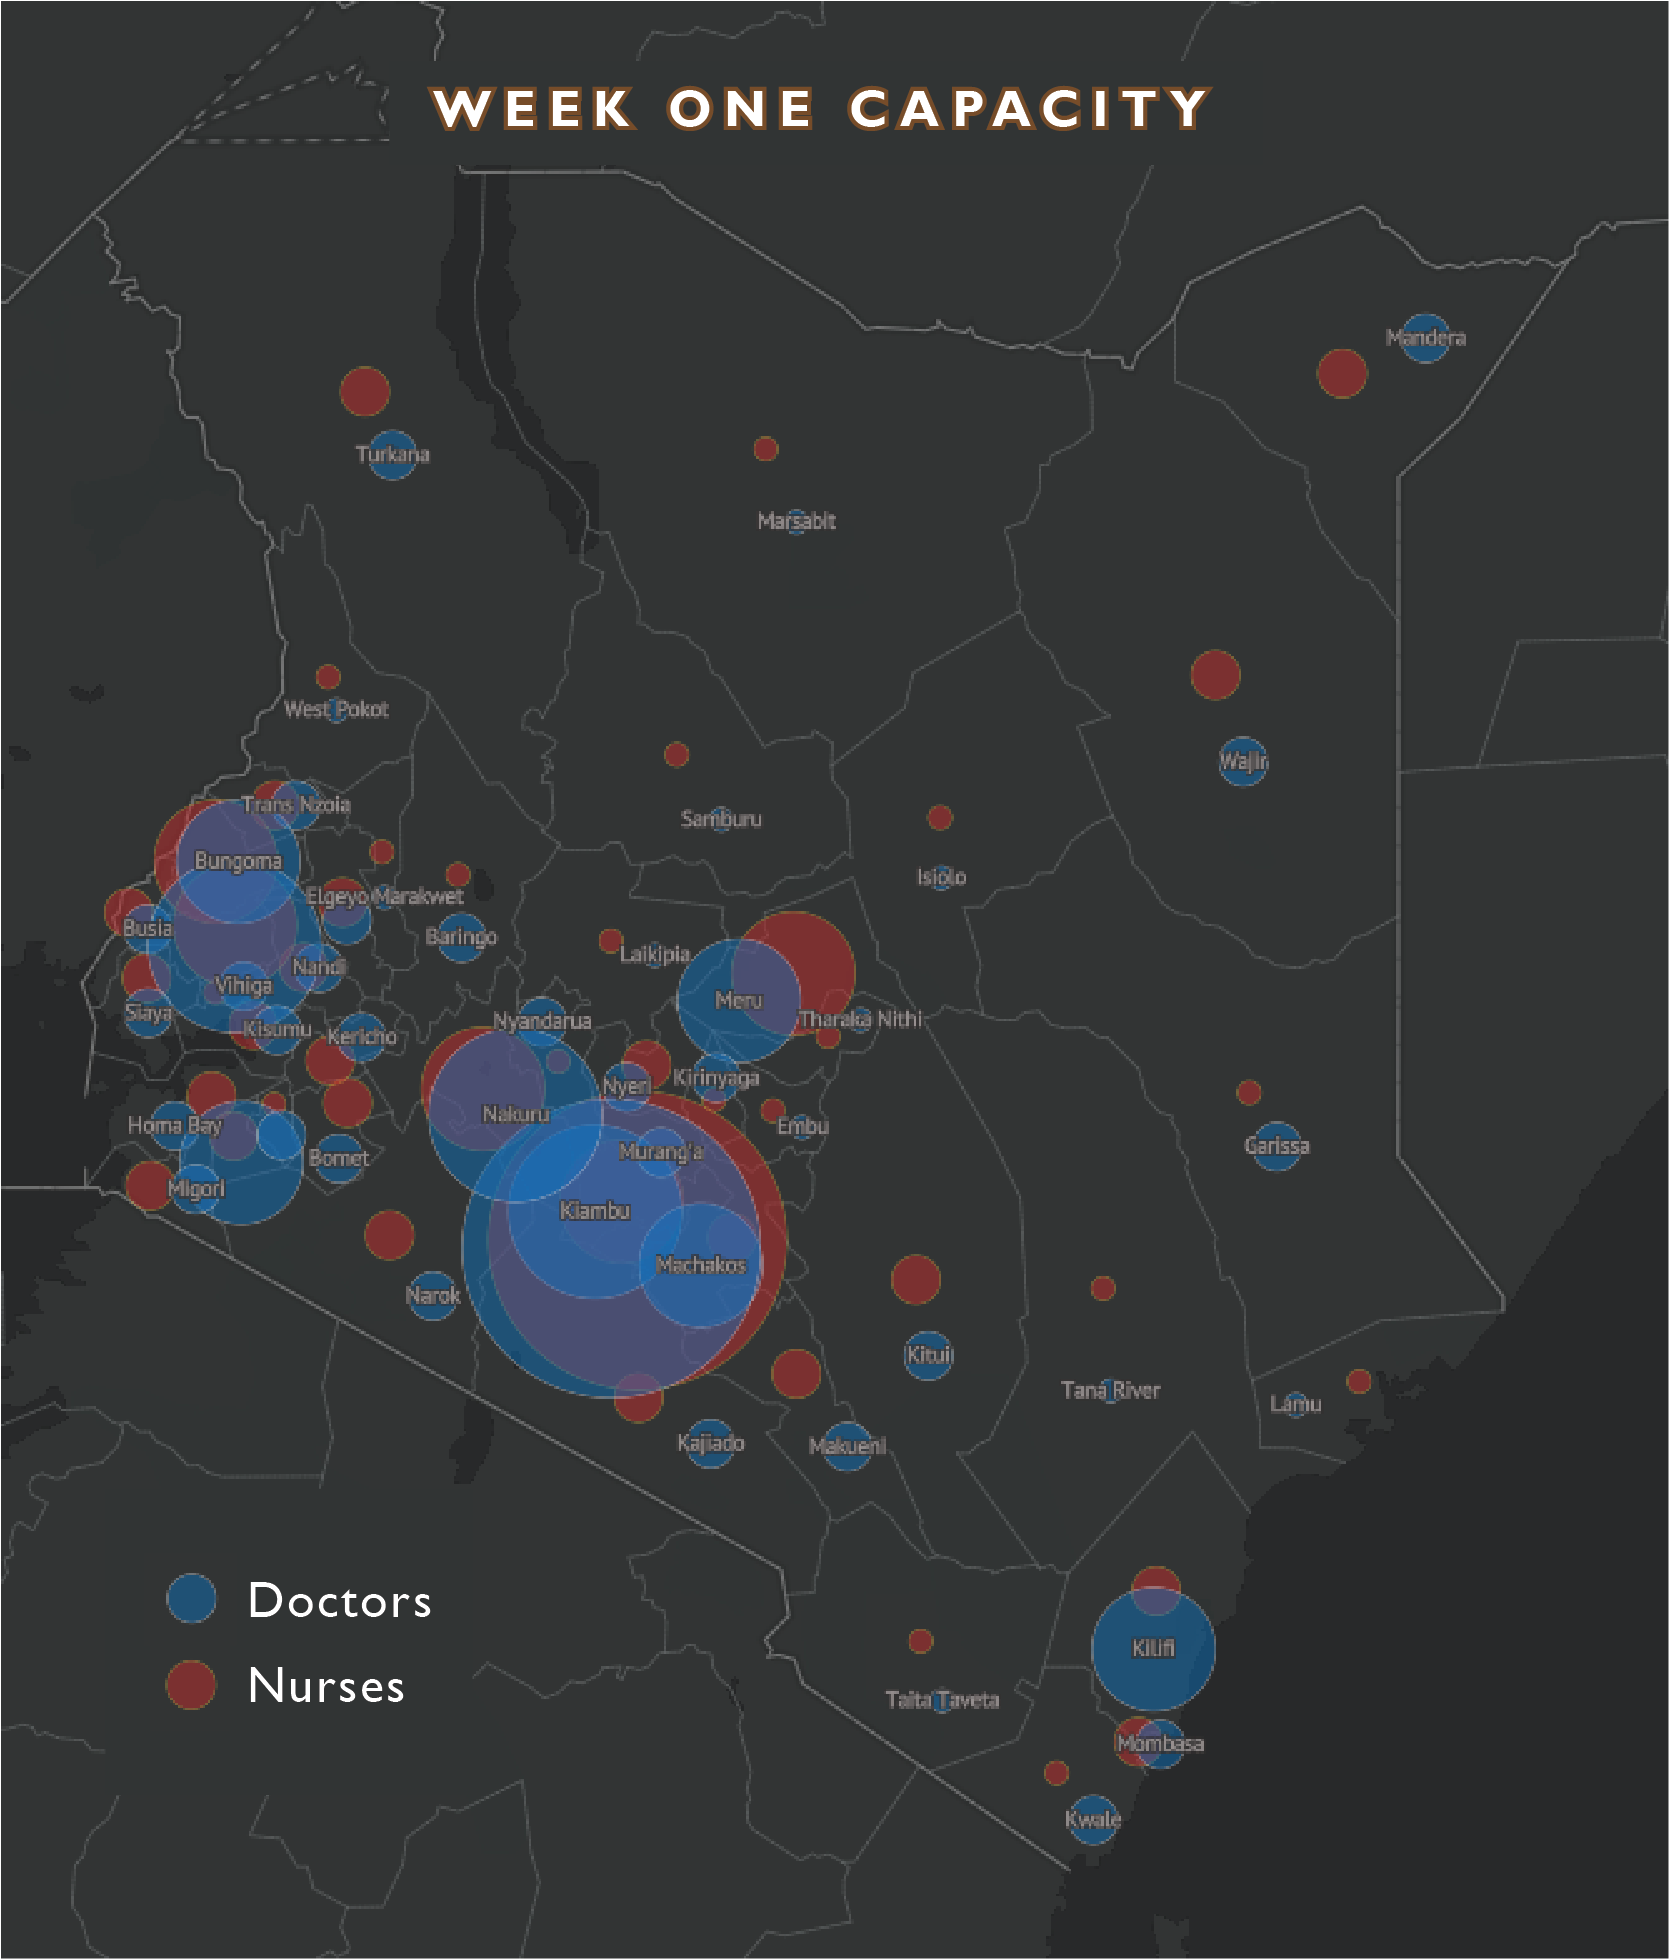 WEEK ONE CAPACITY
Mandera
Turkana
Marsabit
West Pokot
Wajir
Trans Nzoia
Samburu
Bungoma
Isiolo
Elgeyo Marakwet
Busia
Baringo
Laikipia
Nandi
Vihiga
Meru
Siaya
Nyandarua
Tharaka Nithi
Kisumu
Kericho
Kirinyaga
Nyeri
Nakuru
Homa Bay
Embu
Garissa
Murang'a
Bomet
Migori
Kiambu
Machakos
Narok
Kitui
Tana River
Lamu
Kajiado
Makueni
Doctors
Kilifi
Nurses
Taita Taveta
Mombasa
Kwale